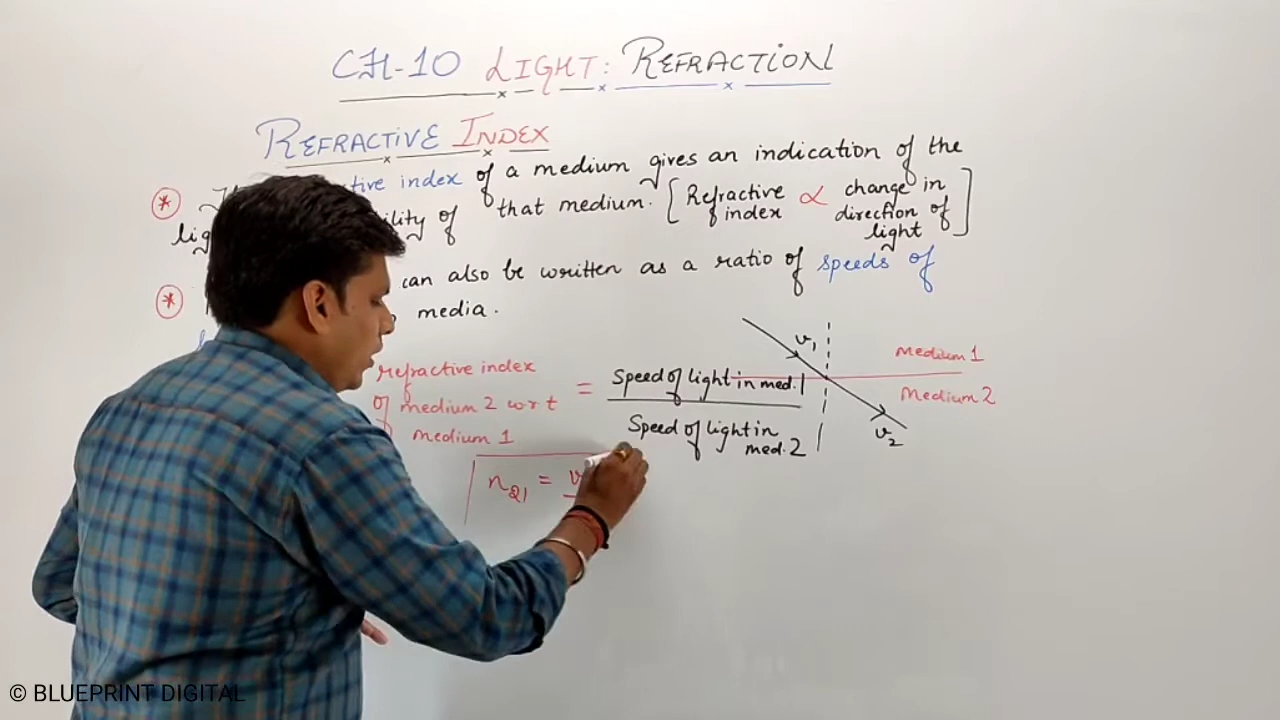 CH-10 LIGHT: REFRACTION
REFRACTIVE INDEX
index of a medium gives an indication of the
of that medium. [Refractive index ∝ change in direction of light]
can also be written as a ratio of speeds of
media.
refractive index of medium 2 w r t medium 1 = Speed of light in med. 1 / Speed of light in med. 2
n21 =
v1
Medium 1
Medium 2
v2
© BLUEPRINT DIGITAL